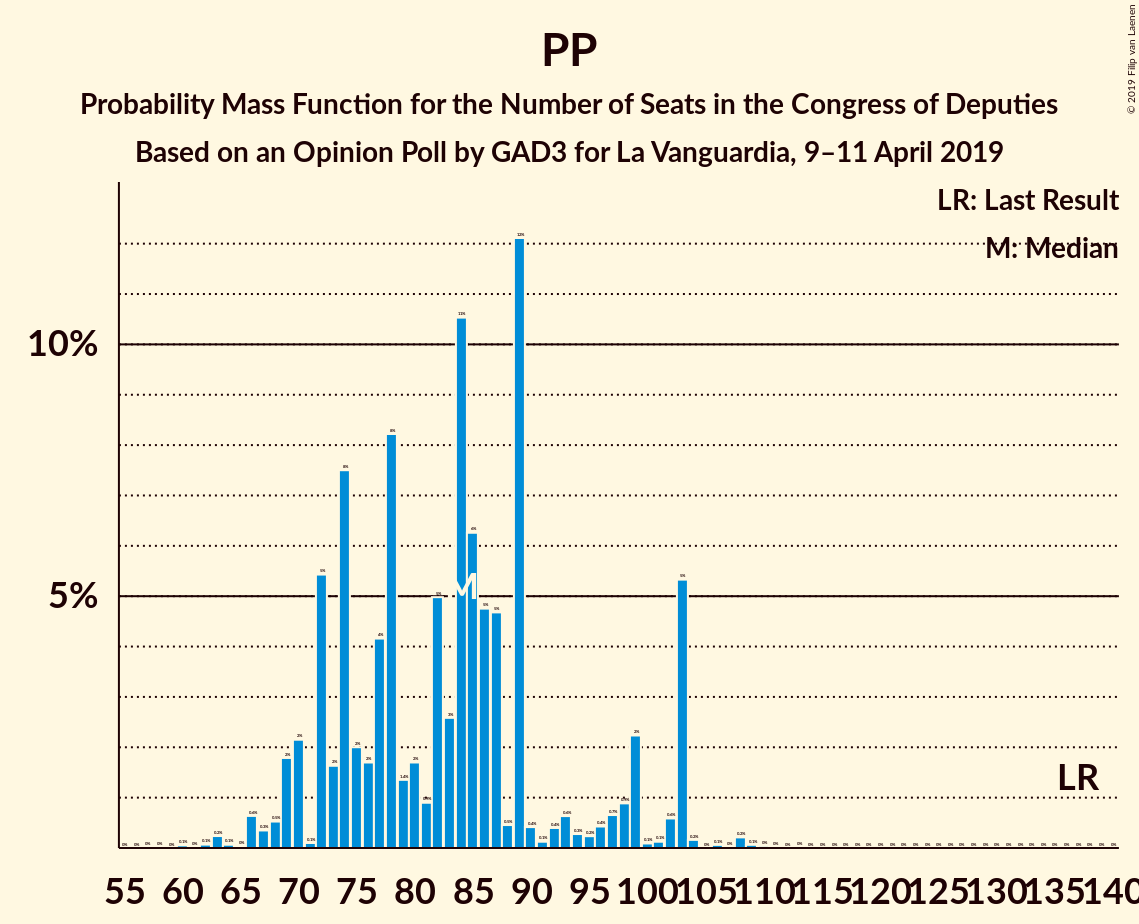 PP
Probability Mass Function for the Number of Seats in the Congress of Deputies
Based on an Opinion Poll by GAD3 for La Vanguardia, 9–11 April 2019
© 2019 Filip van Laenen
LR: Last Result
M: Median
10%
5%
M
LR
55 60 65 70 75 80 85 90 95 100 105 110 115 120 125 130 135 140